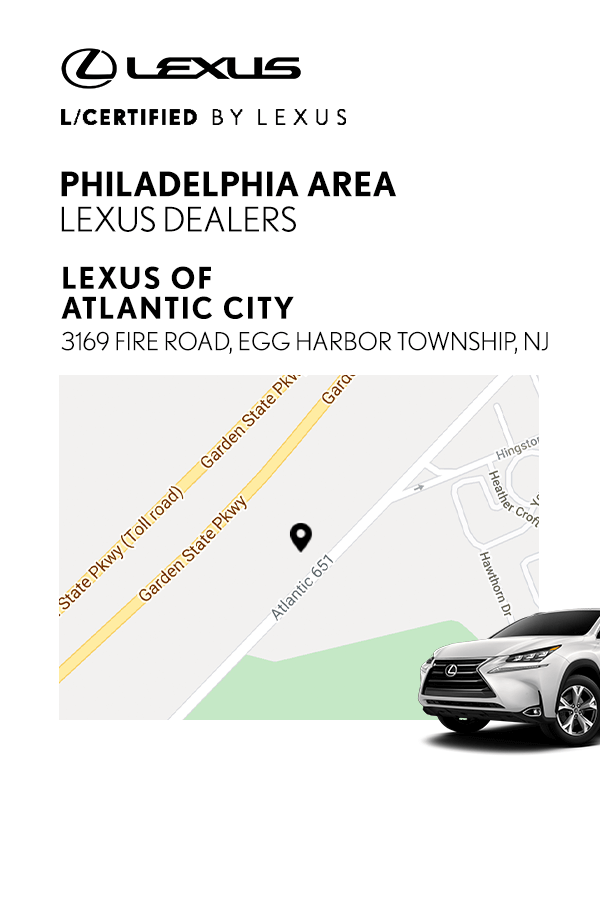 LEXUS
L/CERTIFIED BY LEXUS
PHILADELPHIA AREA
LEXUS DEALERS
LEXUS OF
ATLANTIC CITY
3169 FIRE ROAD, EGG HARBOR TOWNSHIP, NJ
Garden State Pkwy
Garden State Pkwy
State Pkwy (Toll road)
Atlantic 651
Heather Croft
Hawthorn Dr